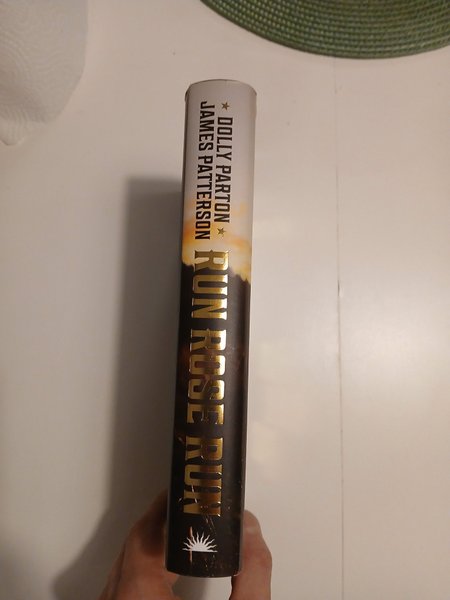 ★ DOLLY PARTON ★
JAMES PATTERSON
RUN ROSE RUN